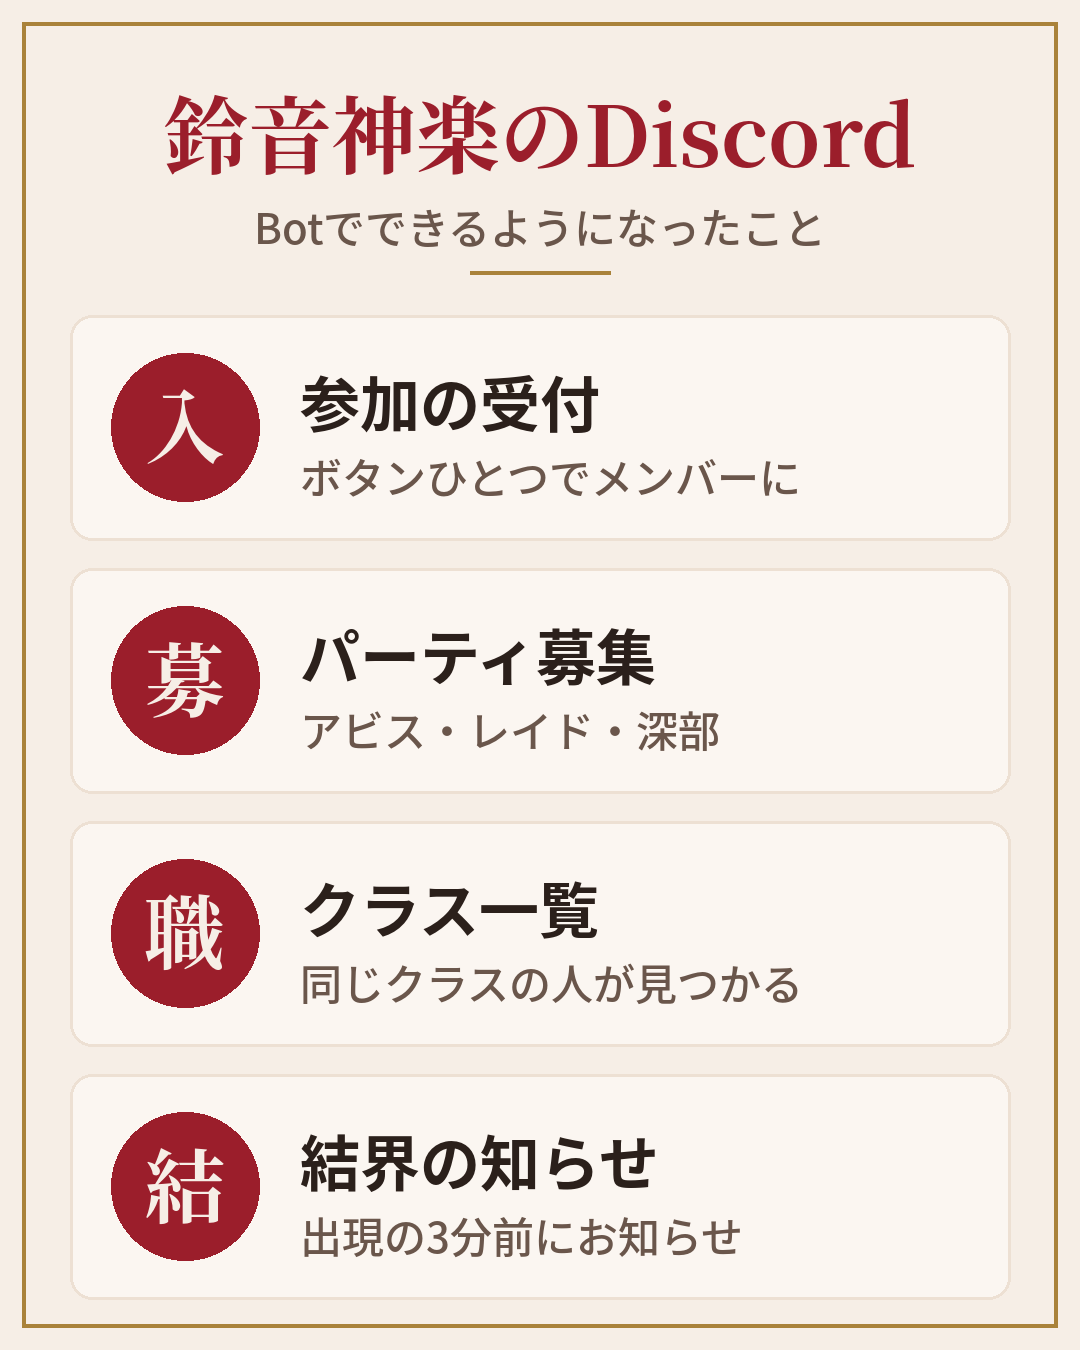 鈴音神楽のDiscord
Botでできるようになったこと
入
参加の受付
ボタンひとつでメンバーに
募
パーティ募集
アビス・レイド・深部
職
クラス一覧
同じクラスの人が見つかる
結
結界の知らせ
出現の3分前にお知らせ